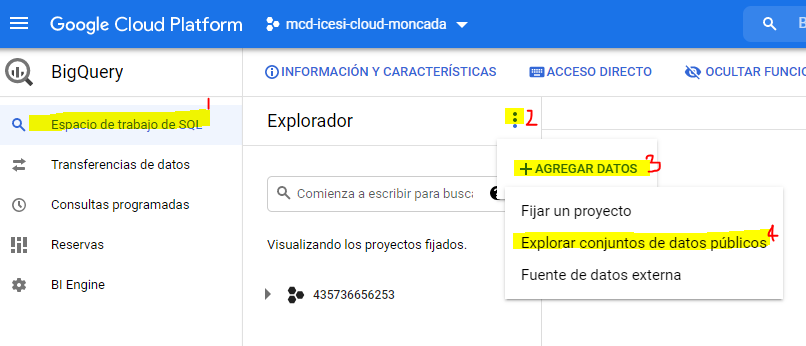 Google Cloud Platform
mcd-icesi-cloud-moncada
BigQuery
INFORMACIÓN Y CARACTERÍSTICAS
ACCESO DIRECTO
OCULTAR FUNCIO
Espacio de trabajo de SQL
1
Transferencias de datos
Consultas programadas
Reservas
BI Engine
Explorador
2
+ AGREGAR DATOS
3
Comienza a escribir para busca
?
Fijar un proyecto
Explorar conjuntos de datos públicos
4
Fuente de datos externa
Visualizando los proyectos fijados.
435736656253